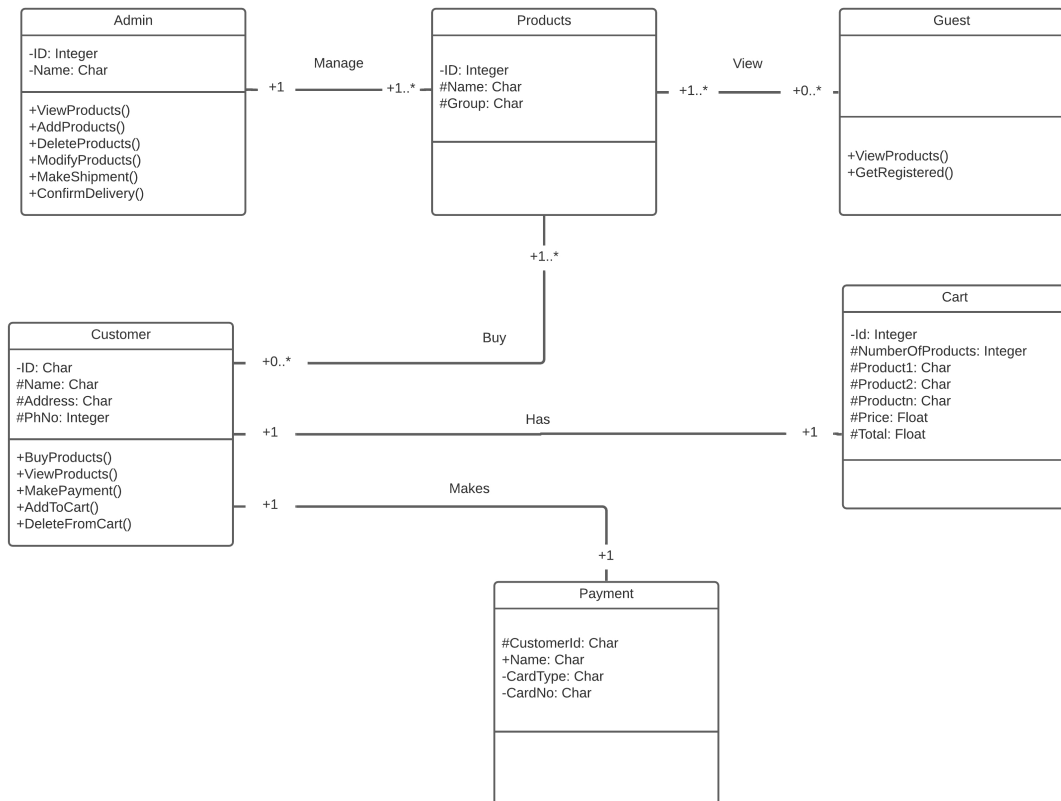 Admin
-ID: Integer
-Name: Char
+ViewProducts()
+AddProducts()
+DeleteProducts()
+ModifyProducts()
+MakeShipment()
+ConfirmDelivery()
Manage
+1
+1..*
Products
-ID: Integer
#Name: Char
#Group: Char
View
+1..*
+0..*
Guest
+ViewProducts()
+GetRegistered()
+1..*
Buy
+0..*
Customer
-ID: Char
#Name: Char
#Address: Char
#PhNo: Integer
+BuyProducts()
+ViewProducts()
+MakePayment()
+AddToCart()
+DeleteFromCart()
Has
+1
+1
Cart
-Id: Integer
#NumberOfProducts: Integer
#Product1: Char
#Product2: Char
#Productn: Char
#Price: Float
#Total: Float
Makes
+1
+1
Payment
#CustomerId: Char
+Name: Char
-CardType: Char
-CardNo: Char